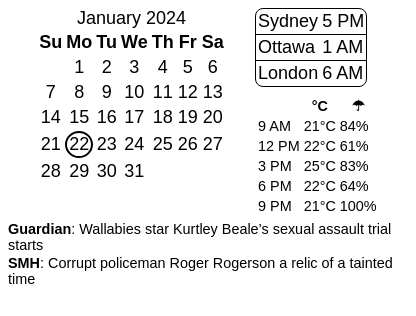 January 2024
Su Mo Tu We Th Fr Sa
1 2 3 4 5 6
7 8 9 10 11 12 13
14 15 16 17 18 19 20
21 22 23 24 25 26 27
28 29 30 31
Sydney 5 PM
Ottawa 1 AM
London 6 AM
°C ☂
9 AM 21°C 84%
12 PM 22°C 61%
3 PM 25°C 83%
6 PM 22°C 64%
9 PM 21°C 100%
Guardian: Wallabies star Kurtley Beale’s sexual assault trial
starts
SMH: Corrupt policeman Roger Rogerson a relic of a tainted
time